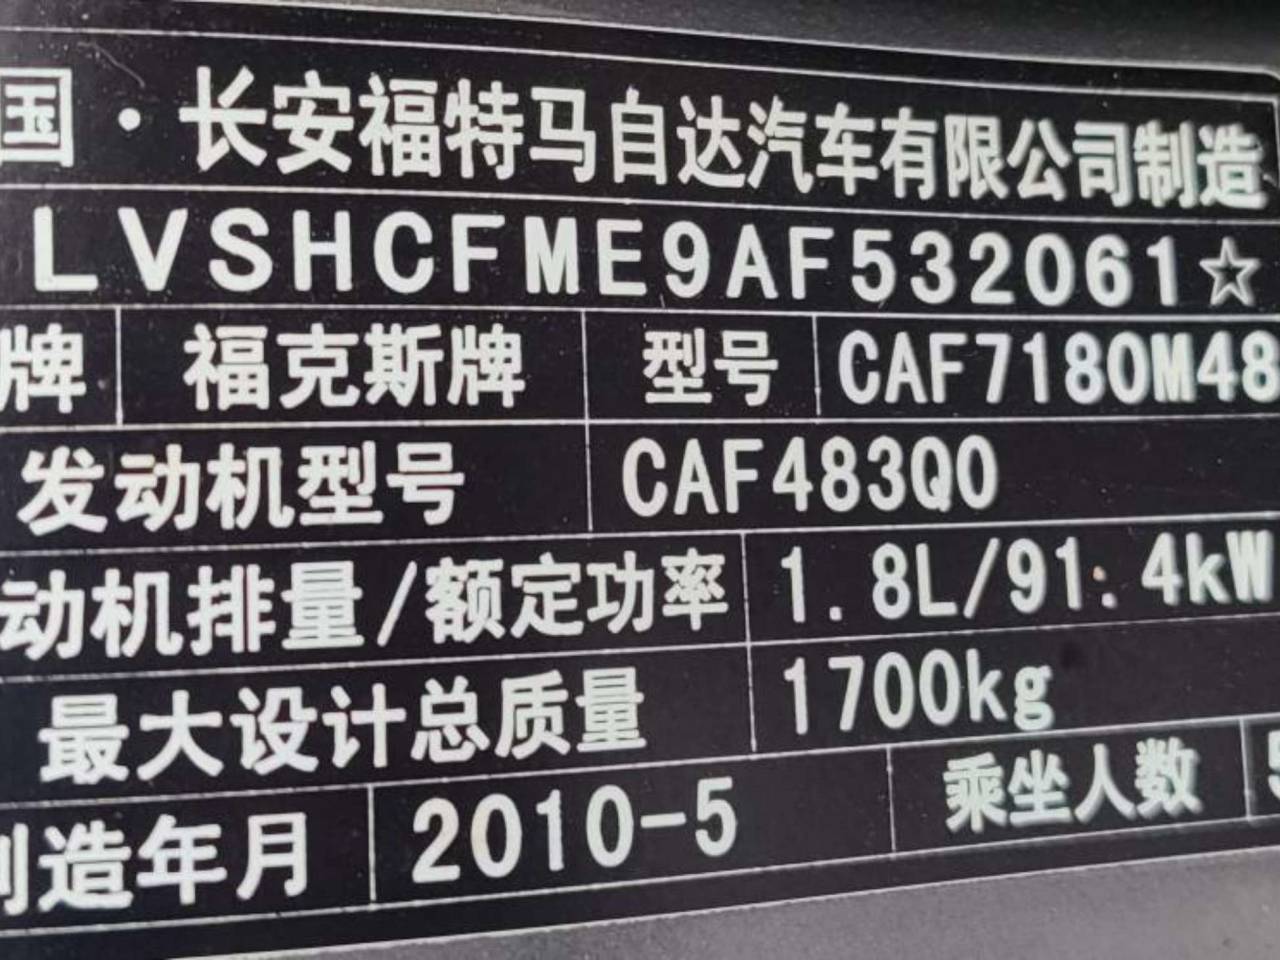 国·长安福特马自达汽车有限公司制造
LVSHCFME9AF532061☆
牌 福克斯牌 型号 CAF7180M48
发动机型号 CAF483Q0
动机排量/额定功率 1.8L/91.4kW
最大设计总质量 1700kg
制造年月 2010-5 乘坐人数 5